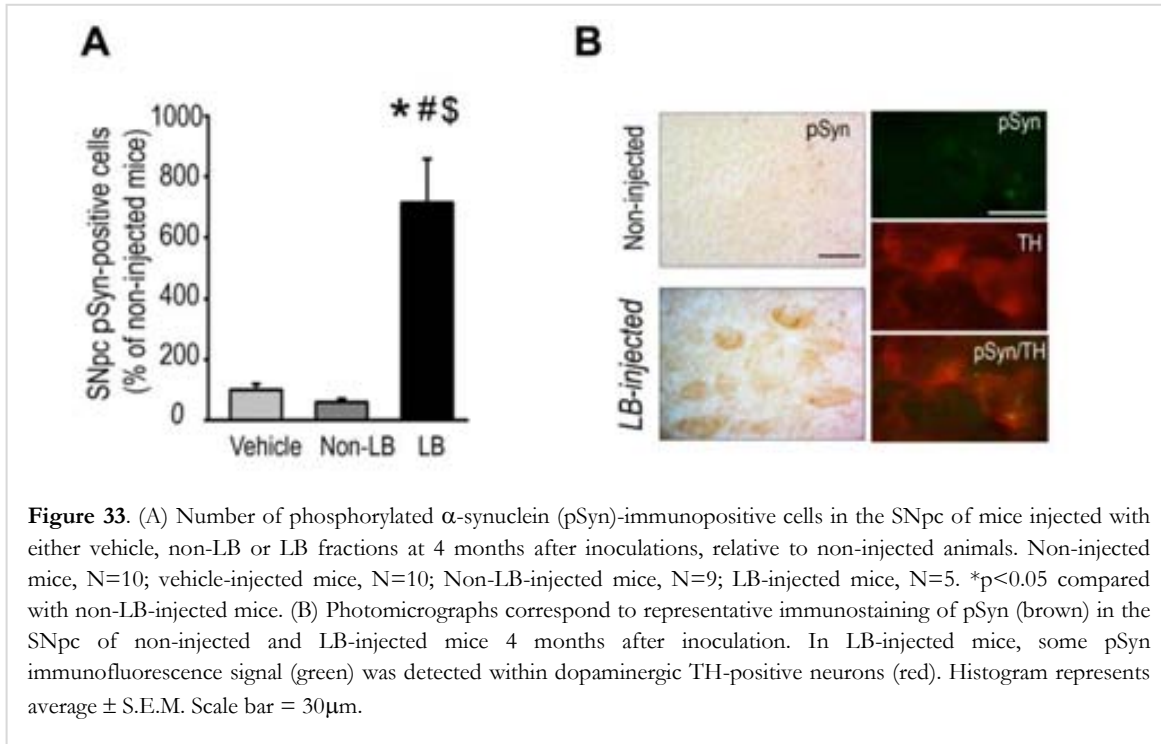 A
B
* # $
1000
800
600
400
200
0
SNpc pSyn-positive cells
(% of non-injected mice)
Vehicle Non-LB LB
Non-injected
LB-injected
pSyn
pSyn
TH
pSyn/TH
Figure 33. (A) Number of phosphorylated α-synuclein (pSyn)-immunopositive cells in the SNpc of mice injected with
either vehicle, non-LB or LB fractions at 4 months after inoculations, relative to non-injected animals. Non-injected
mice, N=10; vehicle-injected mice, N=10; Non-LB-injected mice, N=9; LB-injected mice, N=5. *p<0.05 compared
with non-LB-injected mice. (B) Photomicrographs correspond to representative immunostaining of pSyn (brown) in the
SNpc of non-injected and LB-injected mice 4 months after inoculation. In LB-injected mice, some pSyn
immunofluorescence signal (green) was detected within dopaminergic TH-positive neurons (red). Histogram represents
average ± S.E.M. Scale bar = 30μm.